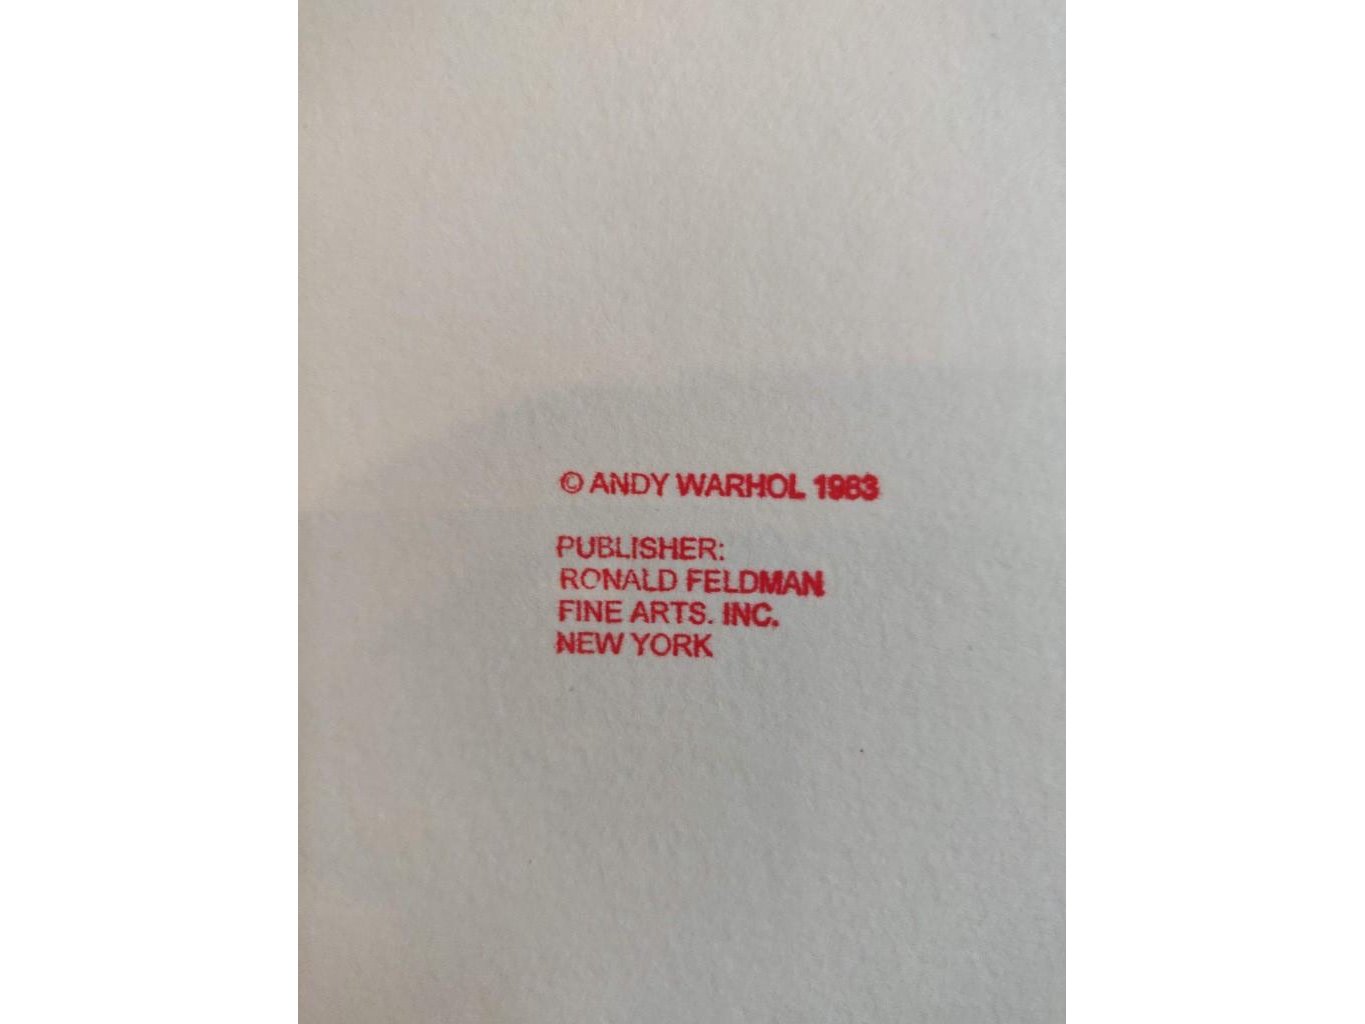 © ANDY WARHOL 1983
PUBLISHER:
RONALD FELDMAN
FINE ARTS. INC.
NEW YORK